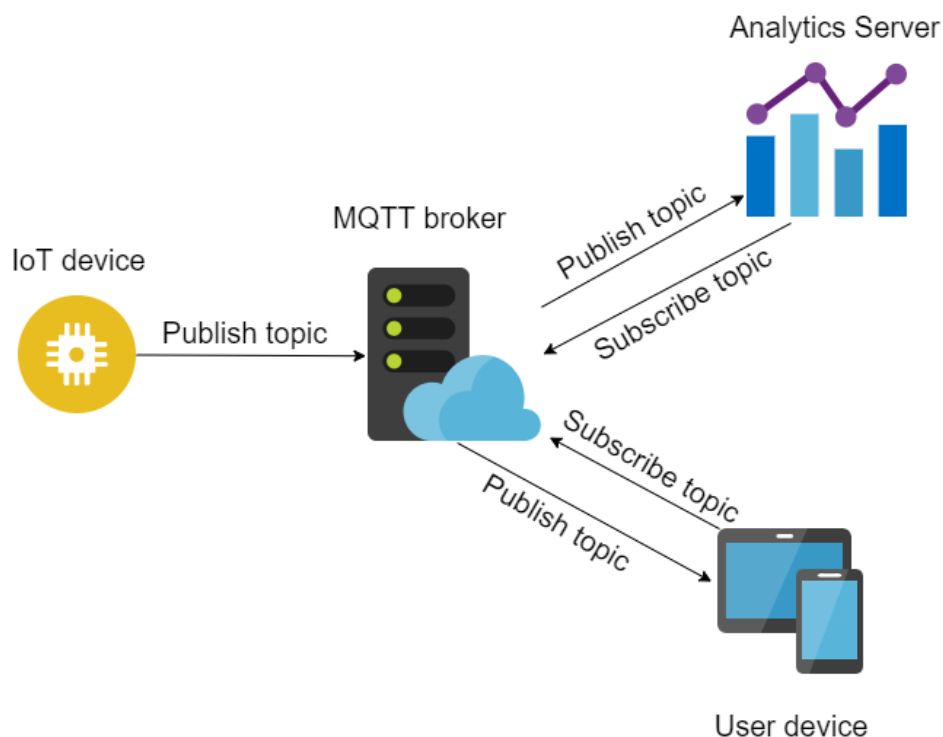 Analytics Server
MQTT broker
IoT device
Publish topic
Publish topic
Subscribe topic
Subscribe topic
Publish topic
User device